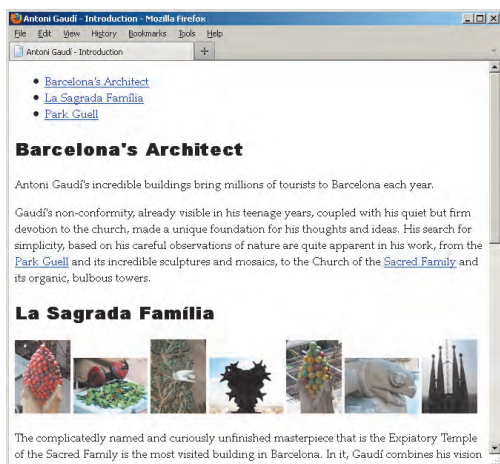 Antoni Gaudí - Introduction - Mozilla Firefox
File Edit View History Bookmarks Tools Help
Antoni Gaudí - Introduction
Barcelona's Architect
La Sagrada Família
Park Guell
Barcelona's Architect
Antoni Gaudí's incredible buildings bring millions of tourists to Barcelona each year.
Gaudí's non-conformity, already visible in his teenage years, coupled with his quiet but firm
devotion to the church, made a unique foundation for his thoughts and ideas. His search for
simplicity, based on his careful observations of nature are quite apparent in his work, from the
Park Guell and its incredible sculptures and mosaics, to the Church of the Sacred Family and
its organic, bulbous towers.
La Sagrada Família
The complicatedly named and curiously unfinished masterpiece that is the Expiatory Temple
of the Sacred Family is the most visited building in Barcelona. In it, Gaudí combines his vision